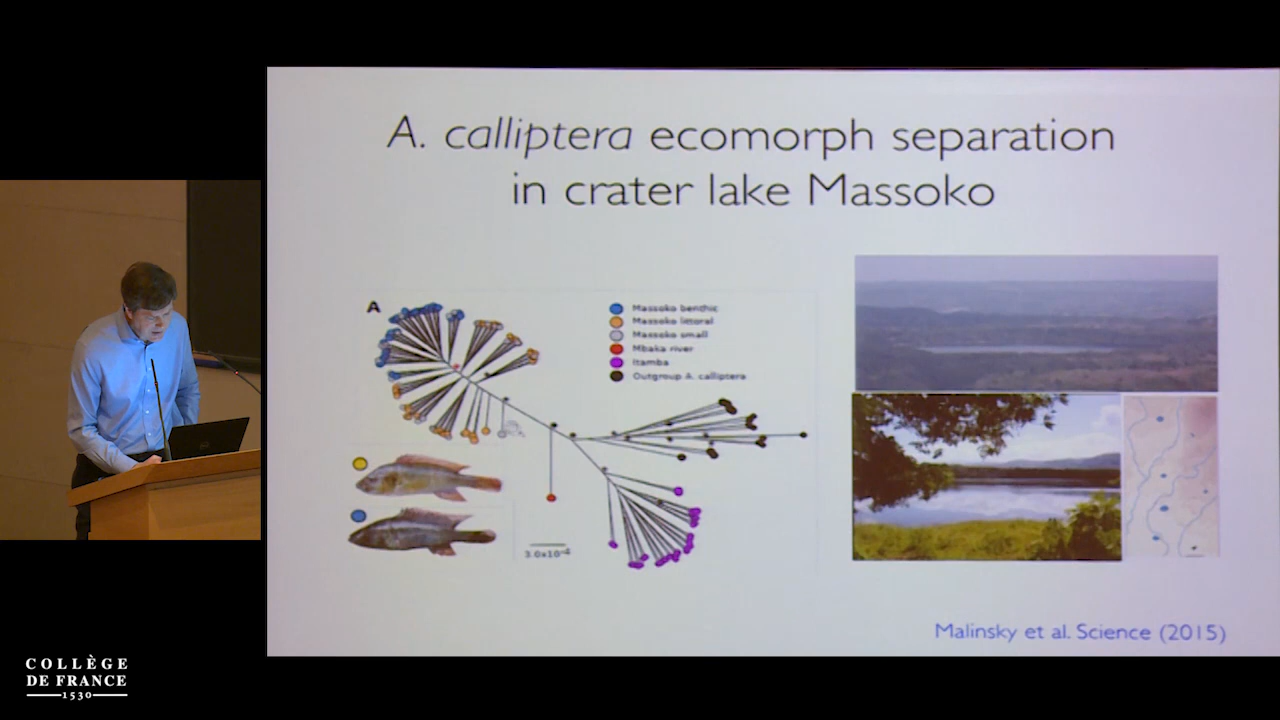 A. calliptera ecomorph separation
in crater lake Massoko
A
Massoko benthic
Massoko littoral
Massoko small
Mbaka river
Itamba
Outgroup A. calliptera
Malinsky et al. Science (2015)
COLLÈGE
DE FRANCE
1530